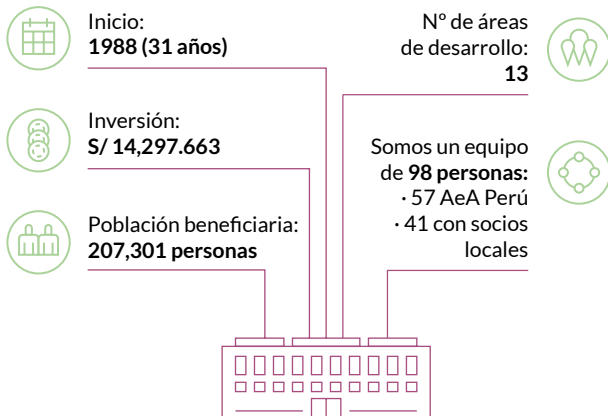 Inicio:
1988 (31 años)
Inversión:
S/ 14,297.663
Población beneficiaria:
207,301 personas
Nº de áreas
de desarrollo:
13
Somos un equipo
de 98 personas:
· 57 AeA Perú
· 41 con socios
locales